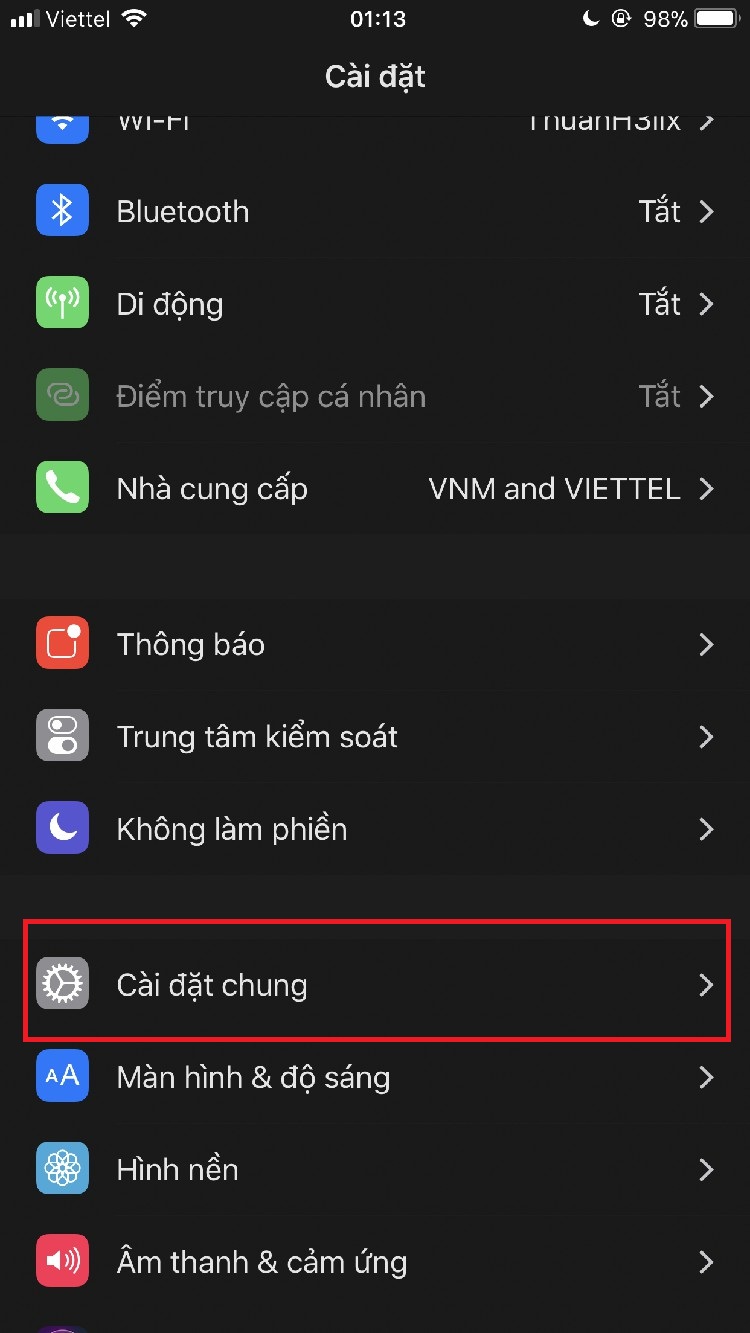 Viettel 01:13 98%
Cài đặt
Wi-Fi ThuanH3lix
Bluetooth Tắt
Di động Tắt
Điểm truy cập cá nhân Tắt
Nhà cung cấp VNM and VIETTEL
Thông báo
Trung tâm kiểm soát
Không làm phiền
Cài đặt chung
AA Màn hình & độ sáng
Hình nền
Âm thanh & cảm ứng